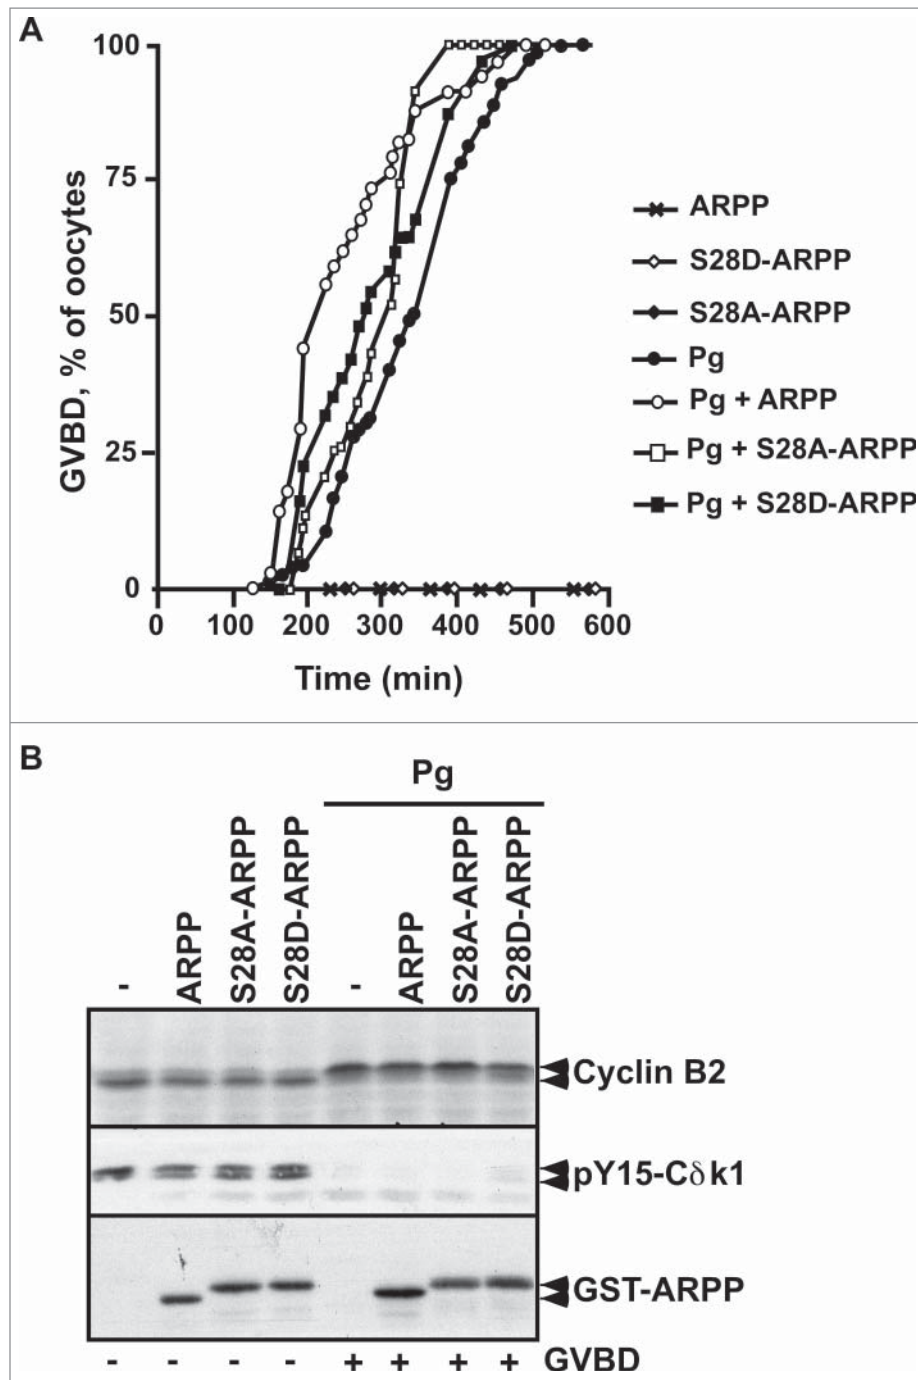 A
100
75
50
25
0
GVBD, % of oocytes
0 100 200 300 400 500 600
Time (min)
ARPP
S28D-ARPP
S28A-ARPP
Pg
Pg + ARPP
Pg + S28A-ARPP
Pg + S28D-ARPP
B
Pg
- ARPP S28A-ARPP S28D-ARPP - ARPP S28A-ARPP S28D-ARPP
Cyclin B2
pY15-Cδk1
GST-ARPP
- - - - + + + + GVBD